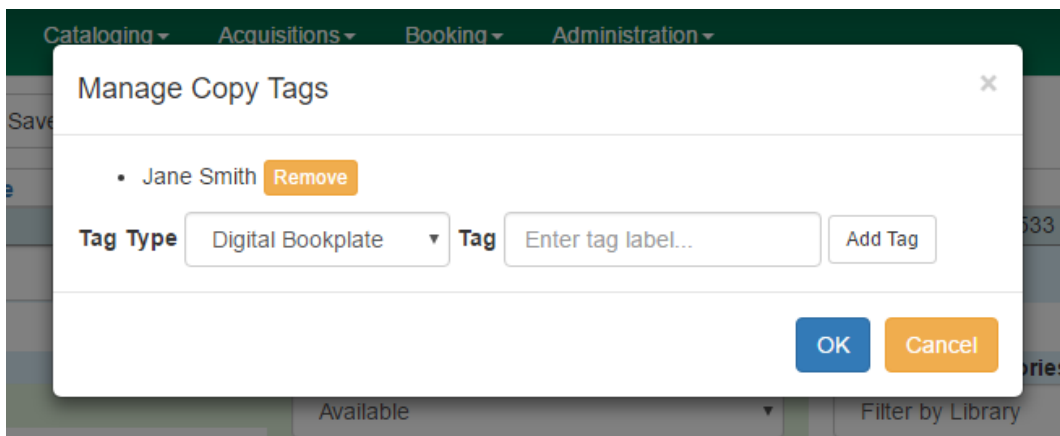 Cataloging Acquisitions Booking Administration
Manage Copy Tags ×
Save
• Jane Smith Remove
Tag Type Digital Bookplate Tag Enter tag label... Add Tag
533
OK Cancel
Available Filter by Library